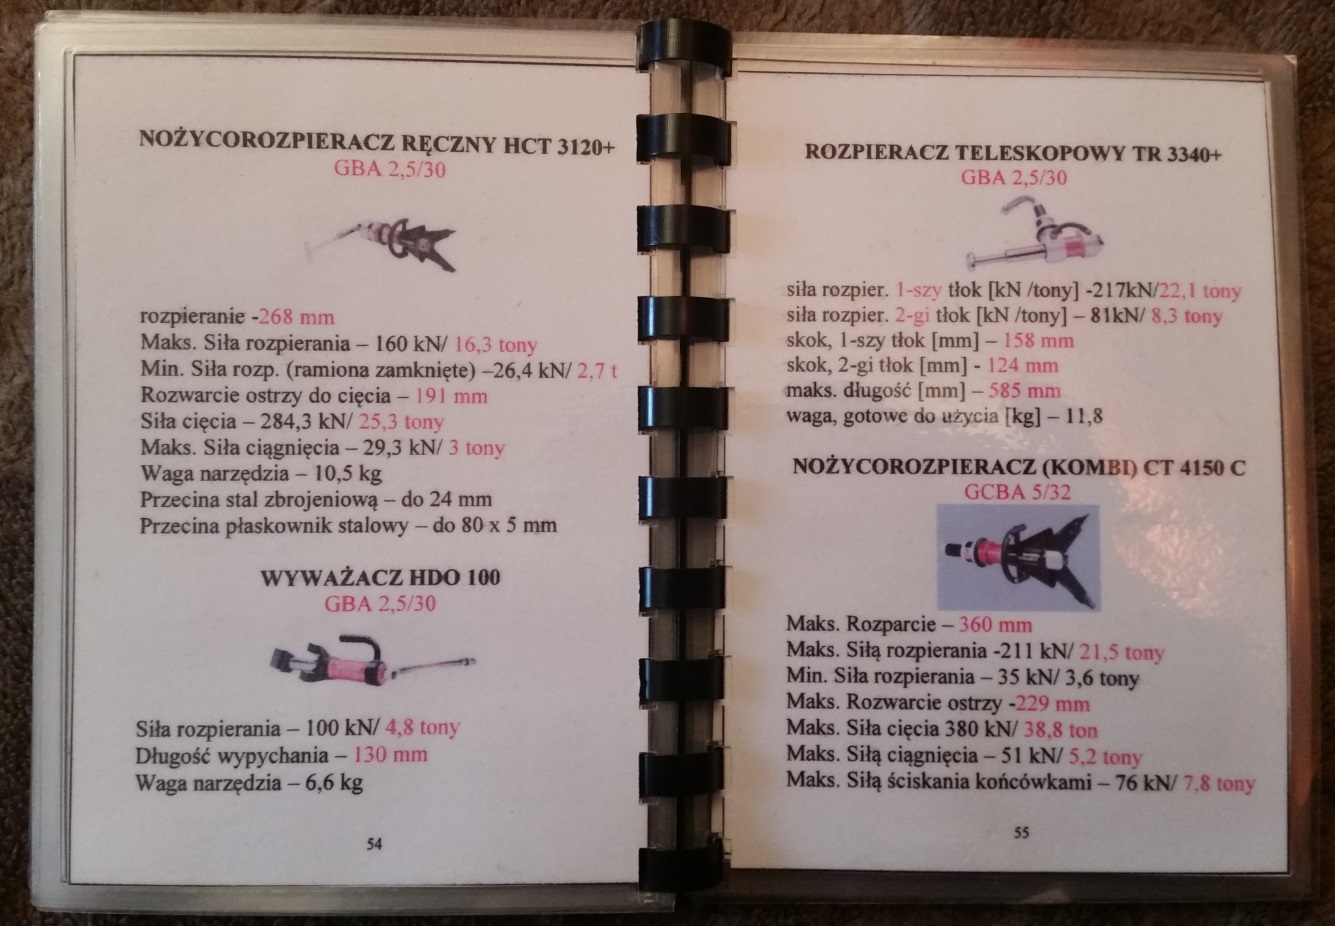 NOŻYCOROZPIERACZ RĘCZNY HCT 3120+
GBA 2,5/30
rozpieranie -268 mm
Maks. Siła rozpierania – 160 kN/ 16,3 tony
Min. Siła rozp. (ramiona zamknięte) –26,4 kN/ 2,7 t
Rozwarcie ostrzy do cięcia – 191 mm
Siła cięcia – 284,3 kN/ 25,3 tony
Maks. Siła ciągnięcia – 29,3 kN/ 3 tony
Waga narzędzia – 10,5 kg
Przecina stal zbrojeniową – do 24 mm
Przecina płaskownik stalowy – do 80 x 5 mm
WYWAŻACZ HDO 100
GBA 2,5/30
Siła rozpierania – 100 kN/ 4,8 tony
Długość wypychania – 130 mm
Waga narzędzia – 6,6 kg
54
ROZPIERACZ TELESKOPOWY TR 3340+
GBA 2,5/30
siła rozpier. 1-szy tłok [kN /tony] -217kN/22,1 tony
siła rozpier. 2-gi tłok [kN /tony] – 81kN/ 8,3 tony
skok, 1-szy tłok [mm] – 158 mm
skok, 2-gi tłok [mm] - 124 mm
maks. długość [mm] – 585 mm
waga, gotowe do użycia [kg] – 11,8
NOŻYCOROZPIERACZ (KOMBI) CT 4150 C
GCBA 5/32
Maks. Rozparcie – 360 mm
Maks. Siłą rozpierania -211 kN/ 21,5 tony
Min. Siła rozpierania – 35 kN/ 3,6 tony
Maks. Rozwarcie ostrzy -229 mm
Maks. Siła cięcia 380 kN/ 38,8 ton
Maks. Siłą ciągnięcia – 51 kN/ 5,2 tony
Maks. Siłą ściskania końcówkami – 76 kN/ 7,8 tony
55